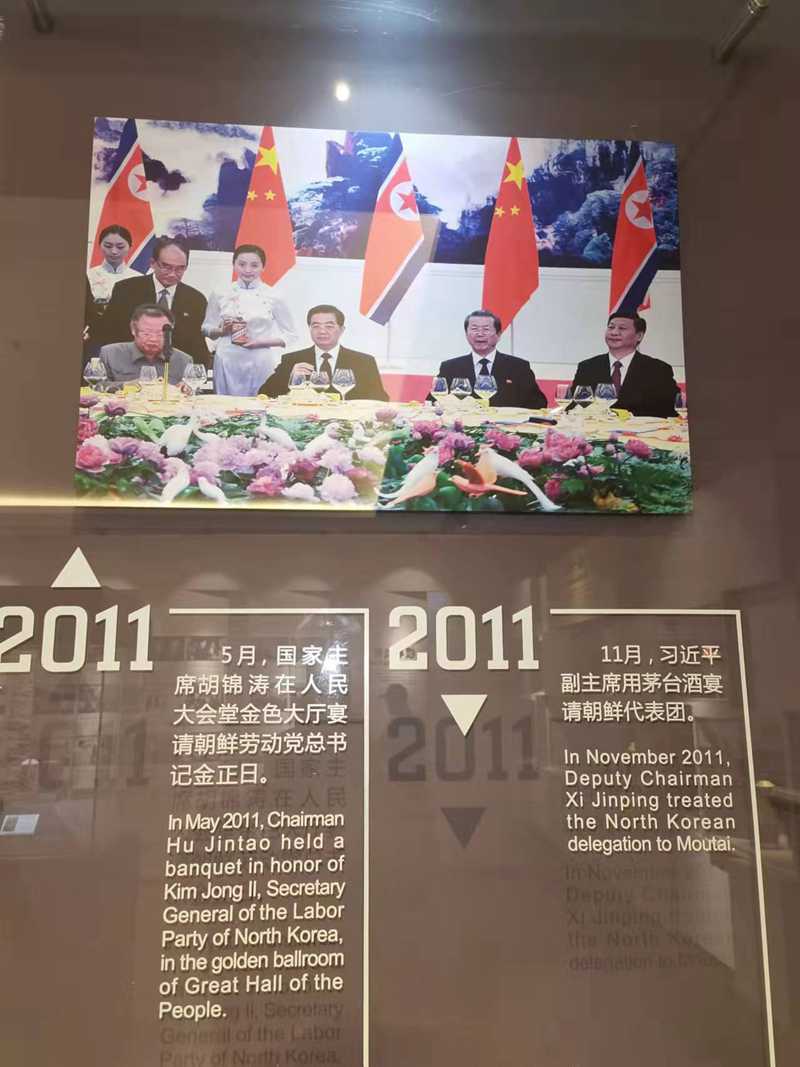 2011
5月，国家主
席胡锦涛在人民
大会堂金色大厅宴
请朝鲜劳动党总书
记金正日。
In May 2011, Chairman
Hu Jintao held a
banquet in honor of
Kim Jong Il, Secretary
General of the Labor
Party of North Korea,
in the golden ballroom
of Great Hall of the
People.
2011
11月，习近平
副主席用茅台酒宴
请朝鲜代表团。
In November 2011,
Deputy Chairman
Xi Jinping treated
the North Korean
delegation to Moutai.